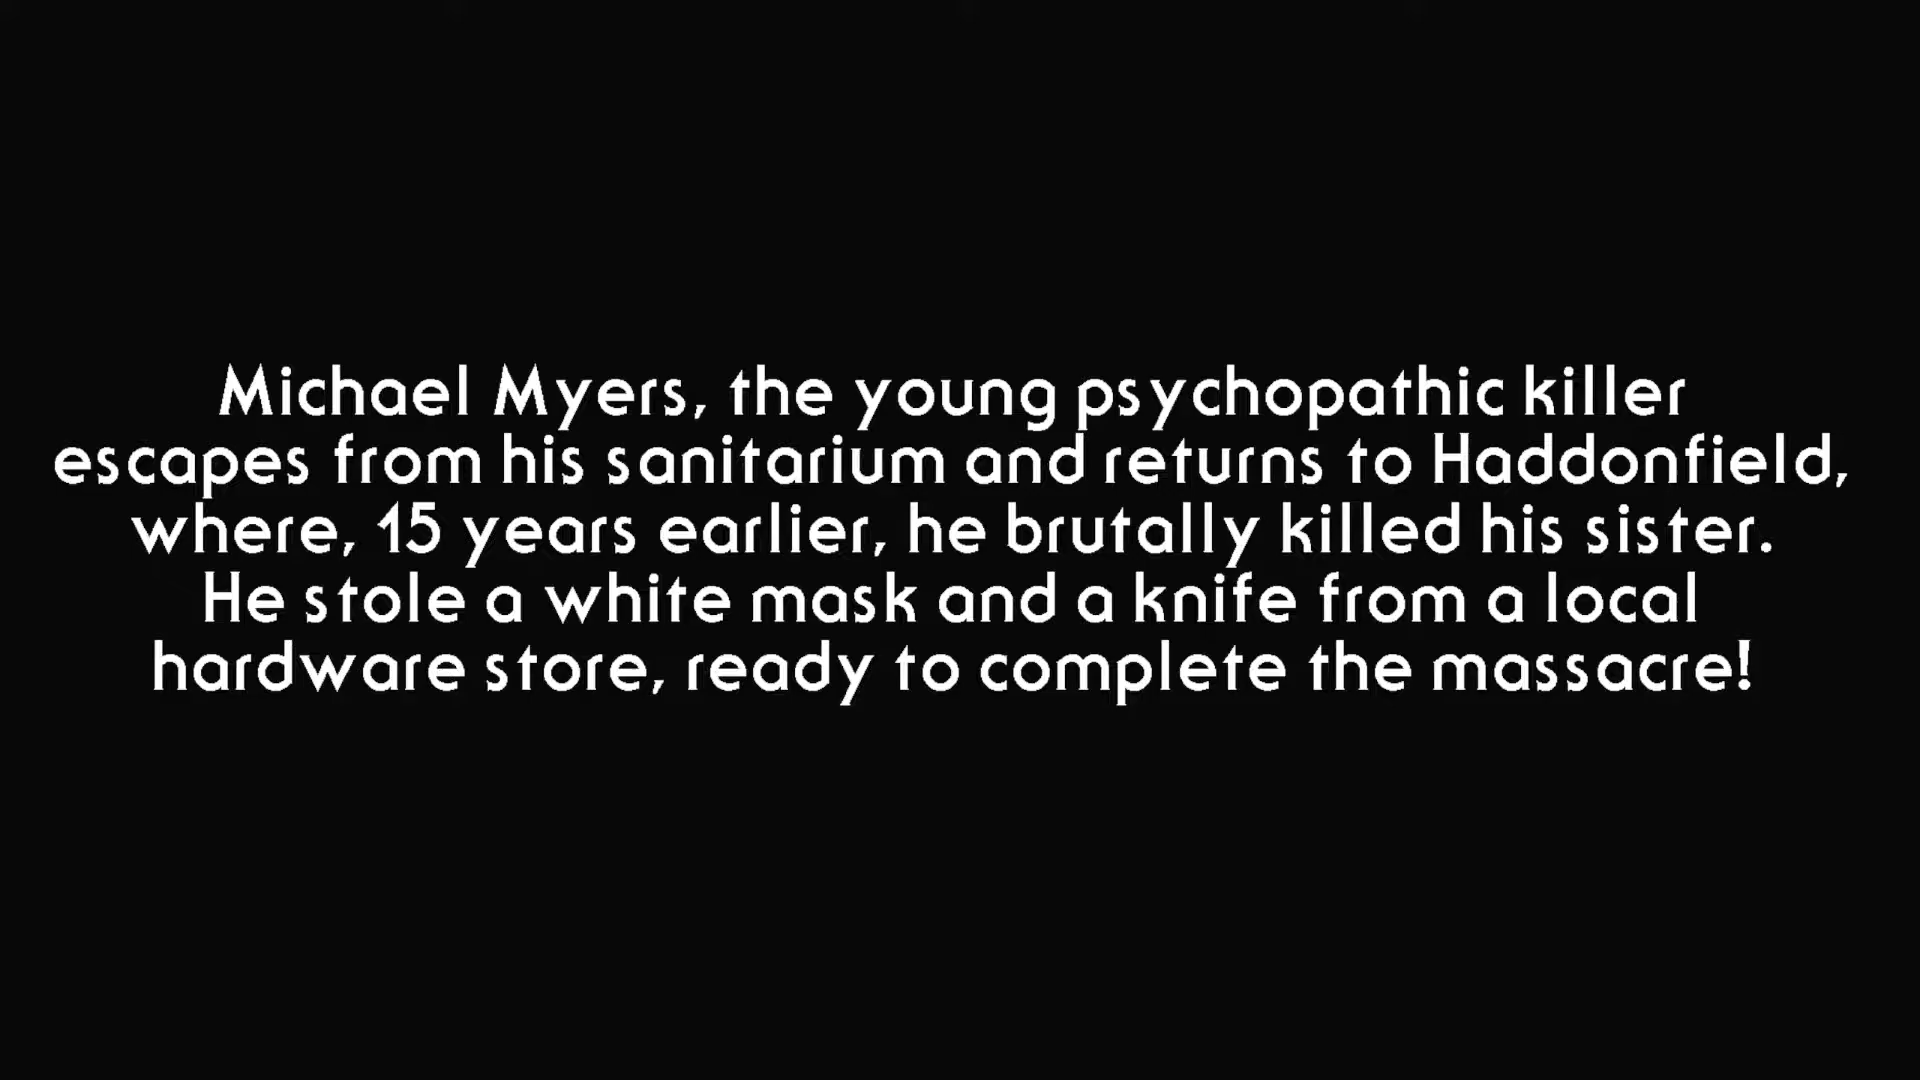 Michael Myers, the young psychopathic killer
escapes from his sanitarium and returns to Haddonfield,
where, 15 years earlier, he brutally killed his sister.
He stole a white mask and a knife from a local
hardware store, ready to complete the massacre!